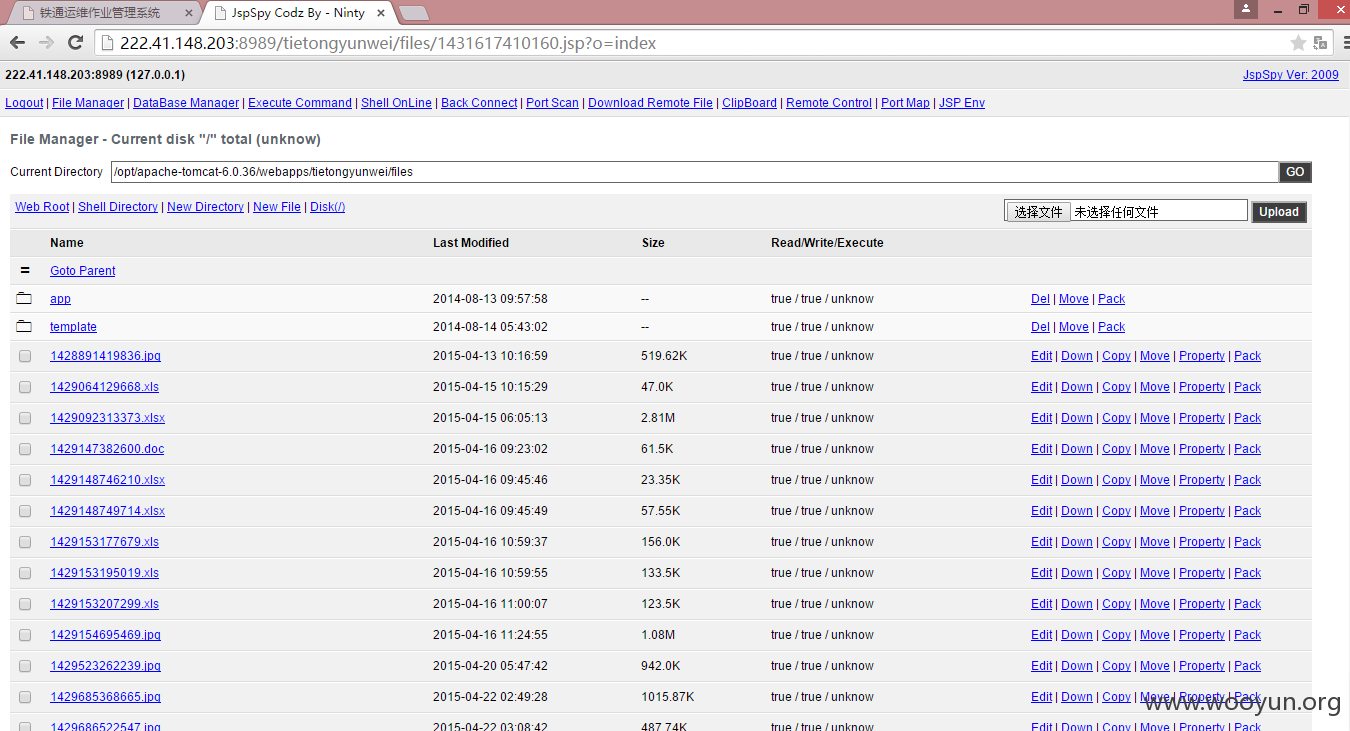 铁通运维作业管理系统 JspSpy Codz By - Ninty
222.41.148.203:8989/tietongyunwei/files/1431617410160.jsp?o=index
222.41.148.203:8989 (127.0.0.1) JspSpy Ver: 2009
Logout | File Manager | DataBase Manager | Execute Command | Shell OnLine | Back Connect | Port Scan | Download Remote File | ClipBoard | Remote Control | Port Map | JSP Env
File Manager - Current disk "/" total (unknow)
Current Directory /opt/apache-tomcat-6.0.36/webapps/tietongyunwei/files GO
Web Root | Shell Directory | New Directory | New File | Disk(/) 选择文件 未选择任何文件 Upload
Name Last Modified Size Read/Write/Execute
= Goto Parent
app 2014-08-13 09:57:58 -- true / true / unknow Del | Move | Pack
template 2014-08-14 05:43:02 -- true / true / unknow Del | Move | Pack
1428891419836.jpg 2015-04-13 10:16:59 519.62K true / true / unknow Edit | Down | Copy | Move | Property | Pack
1429064129668.xls 2015-04-15 10:15:29 47.0K true / true / unknow Edit | Down | Copy | Move | Property | Pack
1429092313373.xlsx 2015-04-15 06:05:13 2.81M true / true / unknow Edit | Down | Copy | Move | Property | Pack
1429147382600.doc 2015-04-16 09:23:02 61.5K true / true / unknow Edit | Down | Copy | Move | Property | Pack
1429148746210.xlsx 2015-04-16 09:45:46 23.35K true / true / unknow Edit | Down | Copy | Move | Property | Pack
1429148749714.xlsx 2015-04-16 09:45:49 57.55K true / true / unknow Edit | Down | Copy | Move | Property | Pack
1429153177679.xls 2015-04-16 10:59:37 156.0K true / true / unknow Edit | Down | Copy | Move | Property | Pack
1429153195019.xls 2015-04-16 10:59:55 133.5K true / true / unknow Edit | Down | Copy | Move | Property | Pack
1429153207299.xls 2015-04-16 11:00:07 123.5K true / true / unknow Edit | Down | Copy | Move | Property | Pack
1429154695469.jpg 2015-04-16 11:24:55 1.08M true / true / unknow Edit | Down | Copy | Move | Property | Pack
1429523262239.jpg 2015-04-20 05:47:42 942.0K true / true / unknow Edit | Down | Copy | Move | Property | Pack
1429685368665.jpg 2015-04-22 02:49:28 1015.87K true / true / unknow Edit | Down | Copy | Move | Property | Pack
www.wooyun.org
1429686522547.jpg 2015-04-22 03:08:42 487.74K true / true / unknow Edit | Down | Copy | Move | Property | Pack